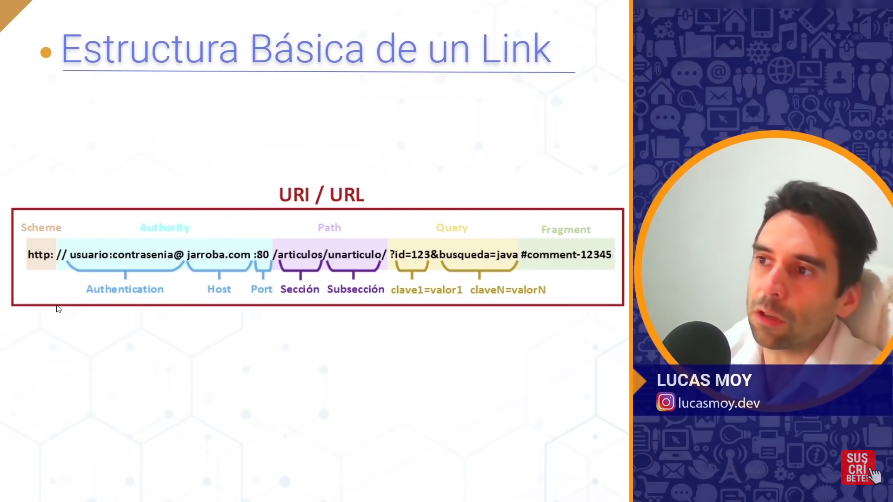 Estructura Básica de un Link
URI / URL
Scheme Authority Path Query Fragment
http: // usuario:contrasenia@ jarroba.com :80 /articulos/unarticulo/ ?id=123&busqueda=java #comment-12345
Authentication Host Port Sección Subsección clave1=valor1 claveN=valorN
LUCAS MOY
lucasmoy.dev
SUS
CRÍ
BETE!